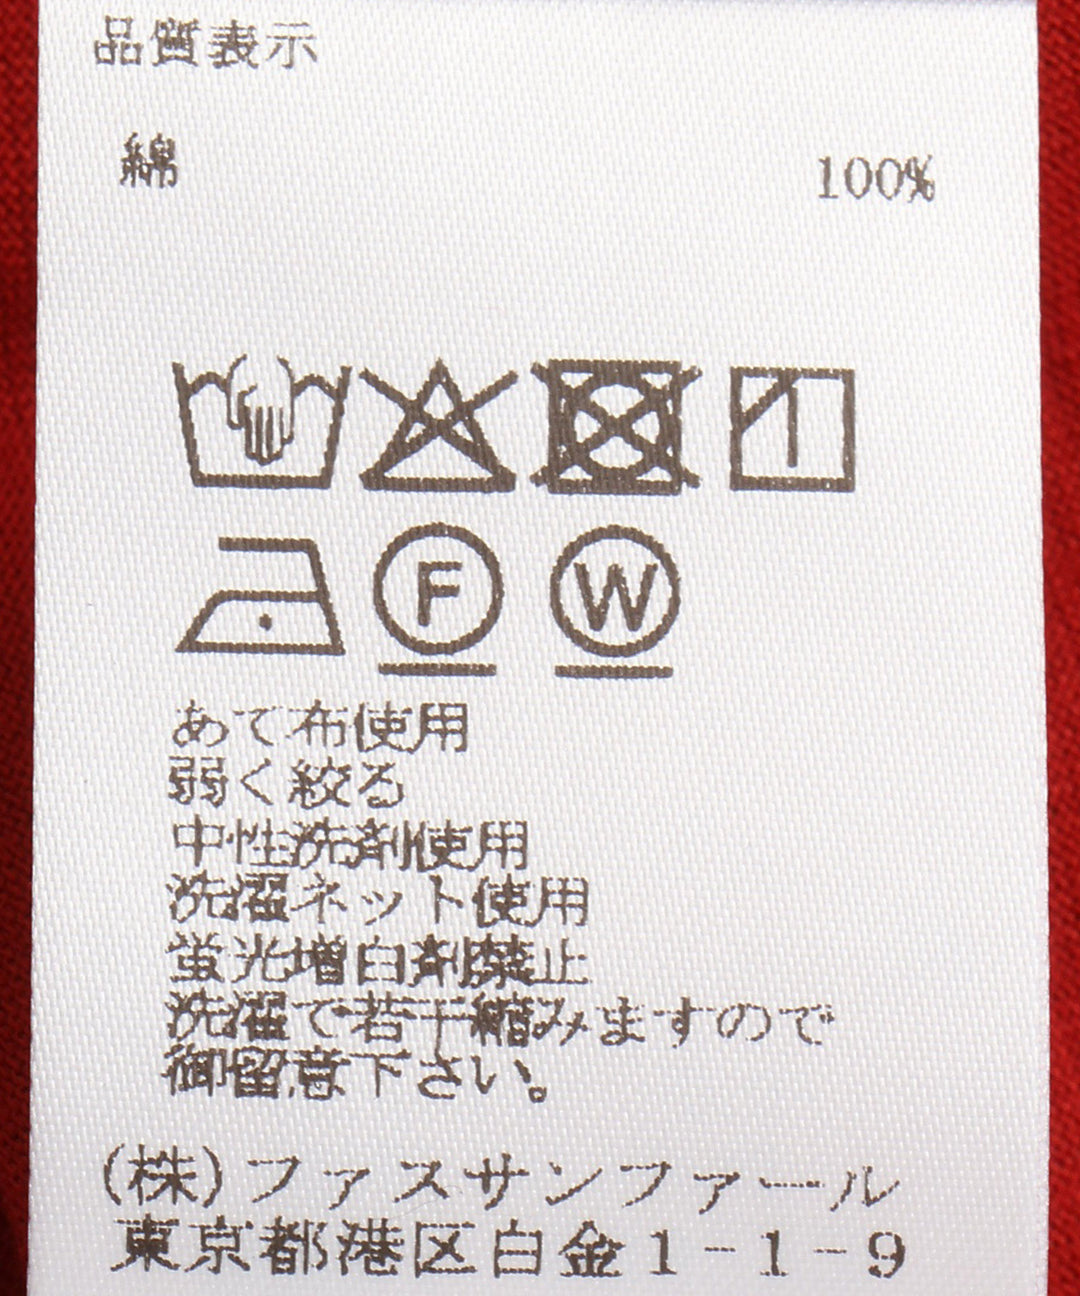 品質表示
綿 100%
F W
あて布使用
弱く絞る
中性洗剤使用
洗濯ネット使用
蛍光増白剤禁止
洗濯で若干縮みますので
御留意下さい。
(株)ファスサンファール
東京都港区白金1-1-9